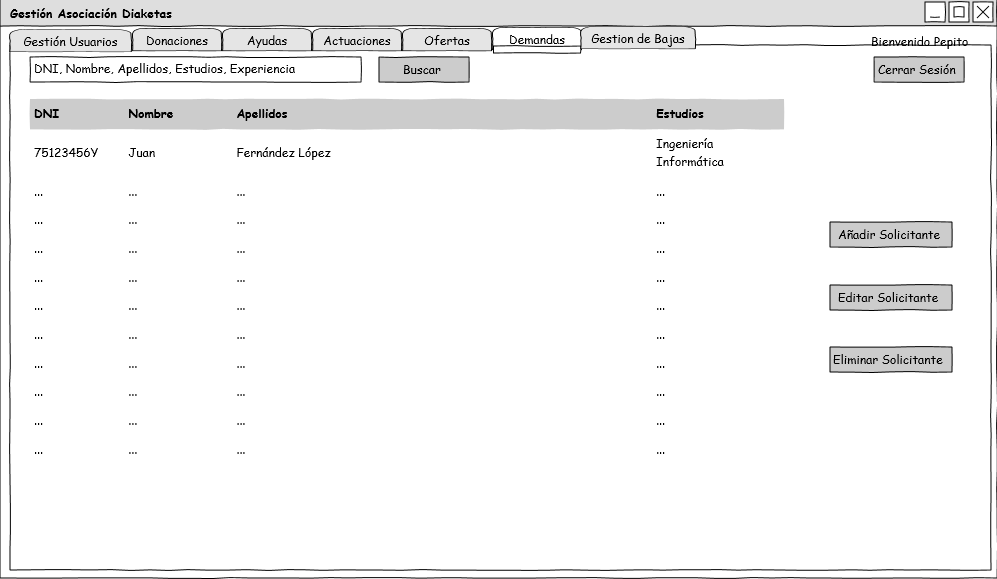 Gestión Asociación Diaketas
Gestión Usuarios Donaciones Ayudas Actuaciones Ofertas Demandas Gestion de Bajas
Bienvenido Pepito
DNI, Nombre, Apellidos, Estudios, Experiencia Buscar Cerrar Sesión
DNI Nombre Apellidos Estudios
75123456Y Juan Fernández López Ingeniería
Informática
... ... ... ...
... ... ... ...
Añadir Solicitante
... ... ... ...
... ... ... ...
Editar Solicitante
... ... ... ...
... ... ... ...
Eliminar Solicitante
... ... ... ...
... ... ... ...
... ... ... ...
... ... ... ...